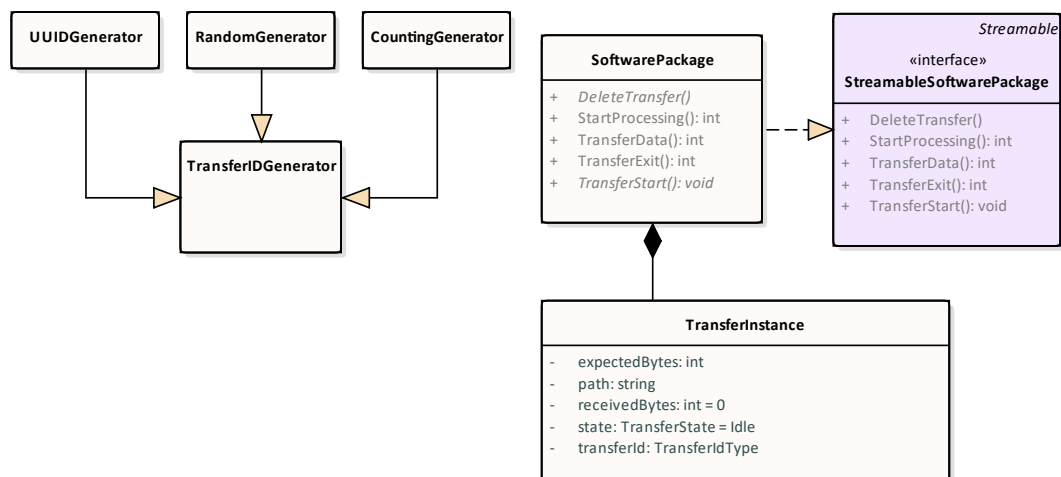 UUIDGenerator
RandomGenerator
CountingGenerator
TransferIDGenerator
SoftwarePackage
+ DeleteTransfer()
+ StartProcessing(): int
+ TransferData(): int
+ TransferExit(): int
+ TransferStart(): void
Streamable
«interface»
StreamableSoftwarePackage
+ DeleteTransfer()
+ StartProcessing(): int
+ TransferData(): int
+ TransferExit(): int
+ TransferStart(): void
TransferInstance
- expectedBytes: int
- path: string
- receivedBytes: int = 0
- state: TransferState = Idle
- transferId: TransferIdType